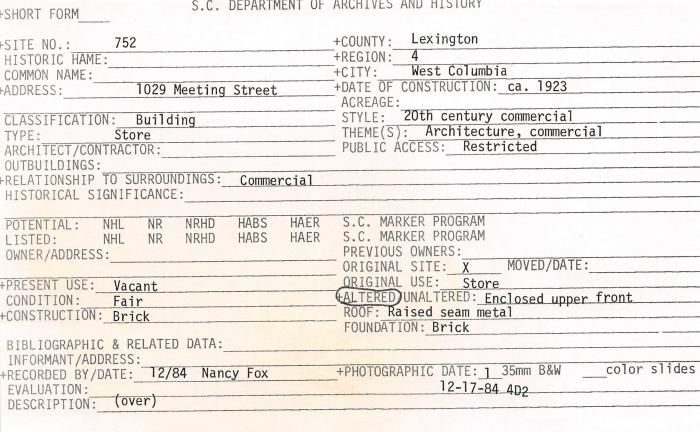 S.C. DEPARTMENT OF ARCHIVES AND HISTORY
+SHORT FORM
+SITE NO.: 752 +COUNTY: Lexington
HISTORIC HAME: +REGION: 4
COMMON NAME: +CITY: West Columbia
+ADDRESS: 1029 Meeting Street +DATE OF CONSTRUCTION: ca. 1923
ACREAGE:
CLASSIFICATION: Building STYLE: 20th century commercial
TYPE: Store THEME(S): Architecture, commercial
ARCHITECT/CONTRACTOR: PUBLIC ACCESS: Restricted
OUTBUILDINGS:
+RELATIONSHIP TO SURROUNDINGS: Commercial
HISTORICAL SIGNIFICANCE:
POTENTIAL: NHL NR NRHD HABS HAER S.C. MARKER PROGRAM
LISTED: NHL NR NRHD HABS HAER S.C. MARKER PROGRAM
OWNER/ADDRESS: PREVIOUS OWNERS:
ORIGINAL SITE: X MOVED/DATE:
+PRESENT USE: Vacant ORIGINAL USE: Store
CONDITION: Fair +ALTERED/UNALTERED: Enclosed upper front
+CONSTRUCTION: Brick ROOF: Raised seam metal
FOUNDATION: Brick
BIBLIOGRAPHIC & RELATED DATA:
INFORMANT/ADDRESS:
+RECORDED BY/DATE: 12/84 Nancy Fox +PHOTOGRAPHIC DATE: 1 35mm B&W color slides
EVALUATION: 12-17-84 4D2
DESCRIPTION: (over)